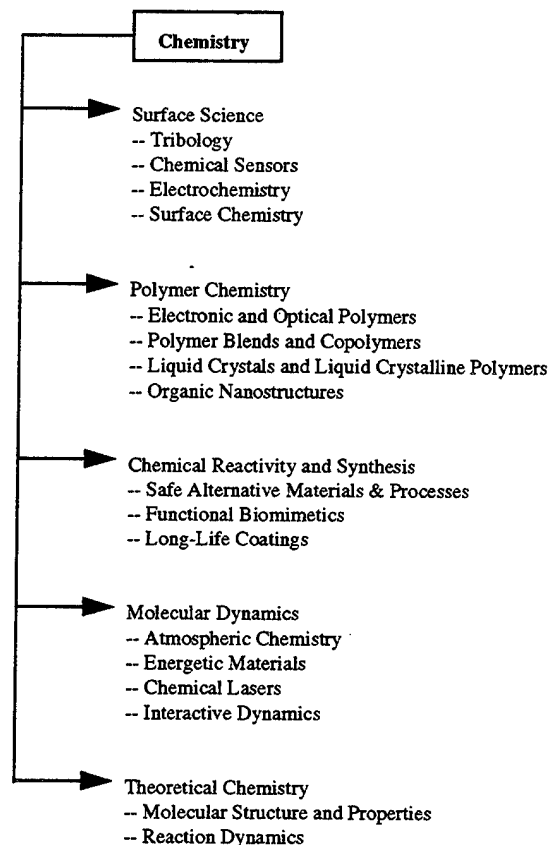 Chemistry
Surface Science
-- Tribology
-- Chemical Sensors
-- Electrochemistry
-- Surface Chemistry
Polymer Chemistry
-- Electronic and Optical Polymers
-- Polymer Blends and Copolymers
-- Liquid Crystals and Liquid Crystalline Polymers
-- Organic Nanostructures
Chemical Reactivity and Synthesis
-- Safe Alternative Materials & Processes
-- Functional Biomimetics
-- Long-Life Coatings
Molecular Dynamics
-- Atmospheric Chemistry
-- Energetic Materials
-- Chemical Lasers
-- Interactive Dynamics
Theoretical Chemistry
-- Molecular Structure and Properties
-- Reaction Dynamics